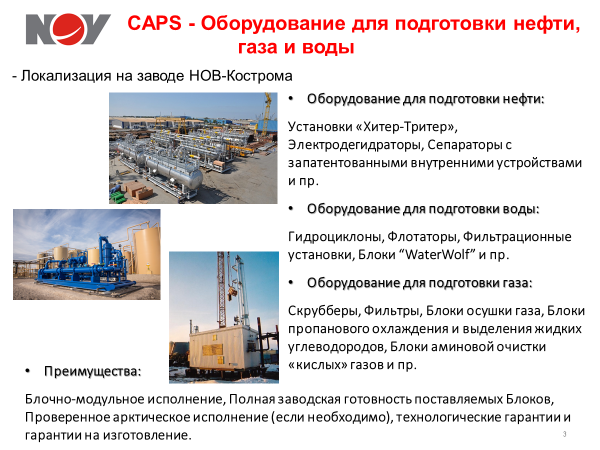 NOV
CAPS - Оборудование для подготовки нефти,
газа и воды
- Локализация на заводе НОВ-Кострома
• Оборудование для подготовки нефти:
Установки «Хитер-Тритер»,
Электродегидраторы, Сепараторы с
запатентованными внутренними устройствами
и пр.
• Оборудование для подготовки воды:
Гидроциклоны, Флотаторы, Фильтрационные
установки, Блоки “WaterWolf” и пр.
• Оборудование для подготовки газа:
Скрубберы, Фильтры, Блоки осушки газа, Блоки
пропанового охлаждения и выделения жидких
углеводородов, Блоки аминовой очистки
«кислых» газов и пр.
• Преимущества:
Блочно-модульное исполнение, Полная заводская готовность поставляемых Блоков,
Проверенное арктическое исполнение (если необходимо), технологические гарантии и
гарантии на изготовление.
3